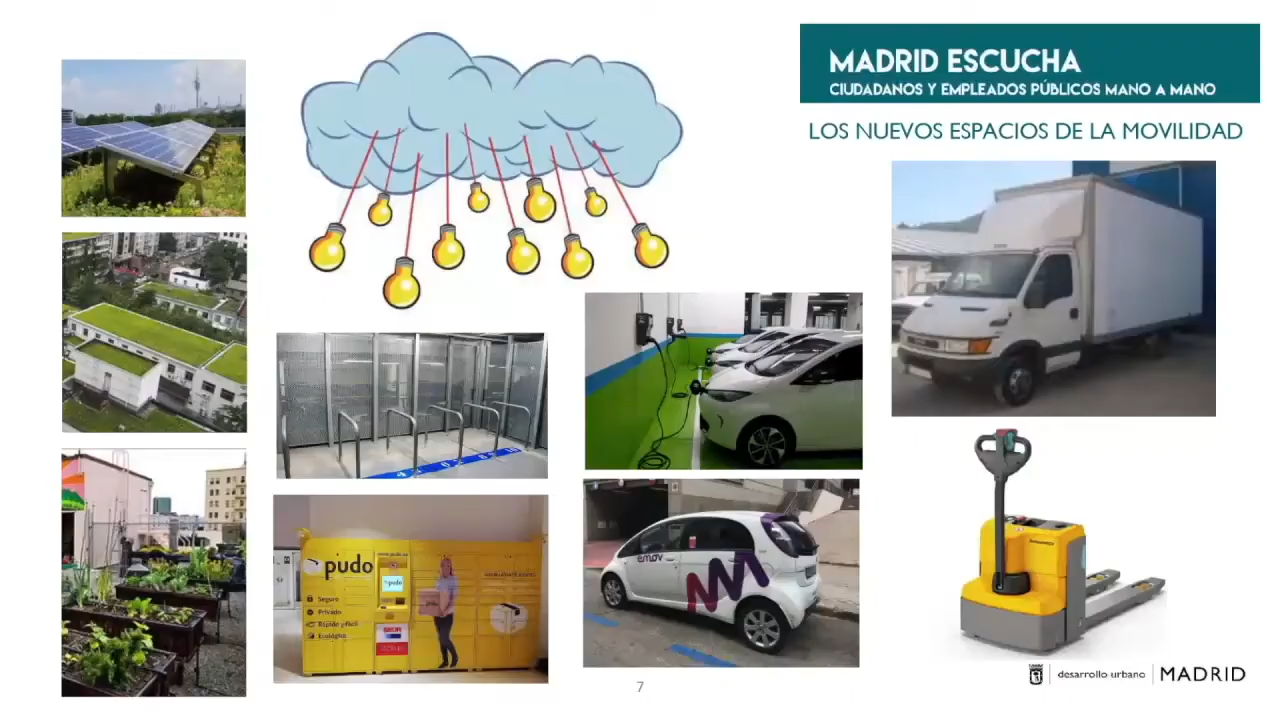 MADRID ESCUCHA
CIUDADANOS Y EMPLEADOS PÚBLICOS MANO A MANO
LOS NUEVOS ESPACIOS DE LA MOVILIDAD
pudo
Seguro
Privado
Rápido y fácil
Ecológico
pudo
emov
7
desarrollo urbano
MADRID